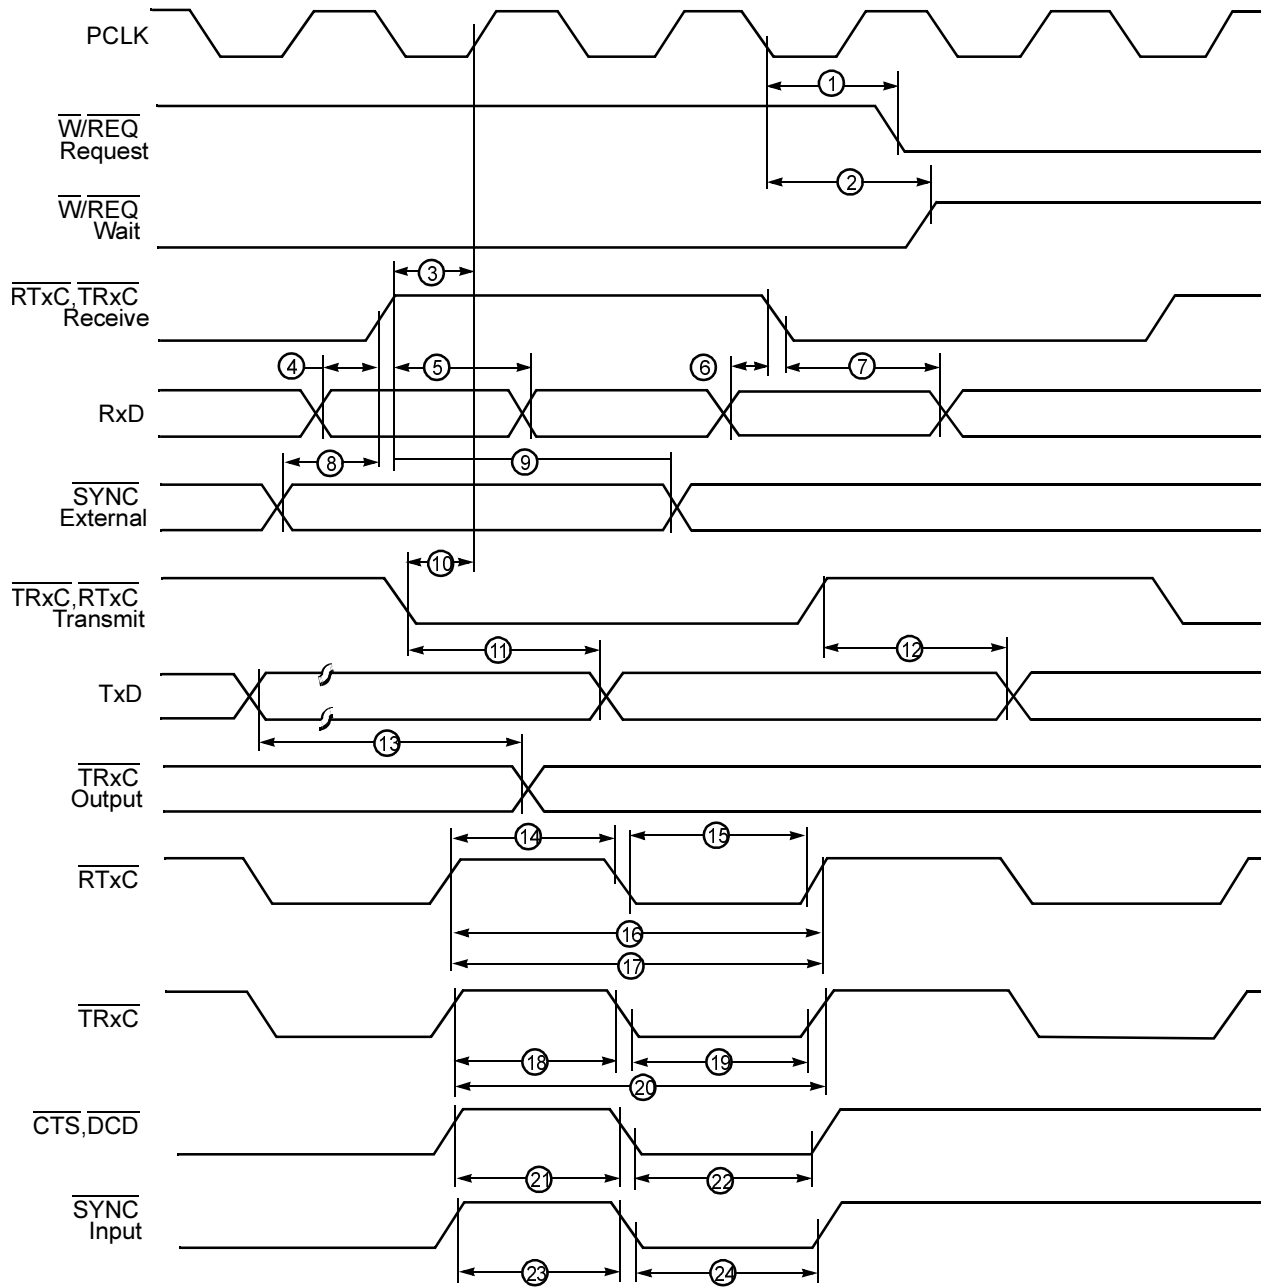 PCLK
1
W/REQ
Request
2
W/REQ
Wait
3
RTxC,TRxC
Receive
4
5
6
7
RxD
8
9
SYNC
External
10
TRxC,RTxC
Transmit
11
12
TxD
13
TRxC
Output
14
15
RTxC
16
17
TRxC
18
19
20
CTS,DCD
21
22
SYNC
Input
23
24